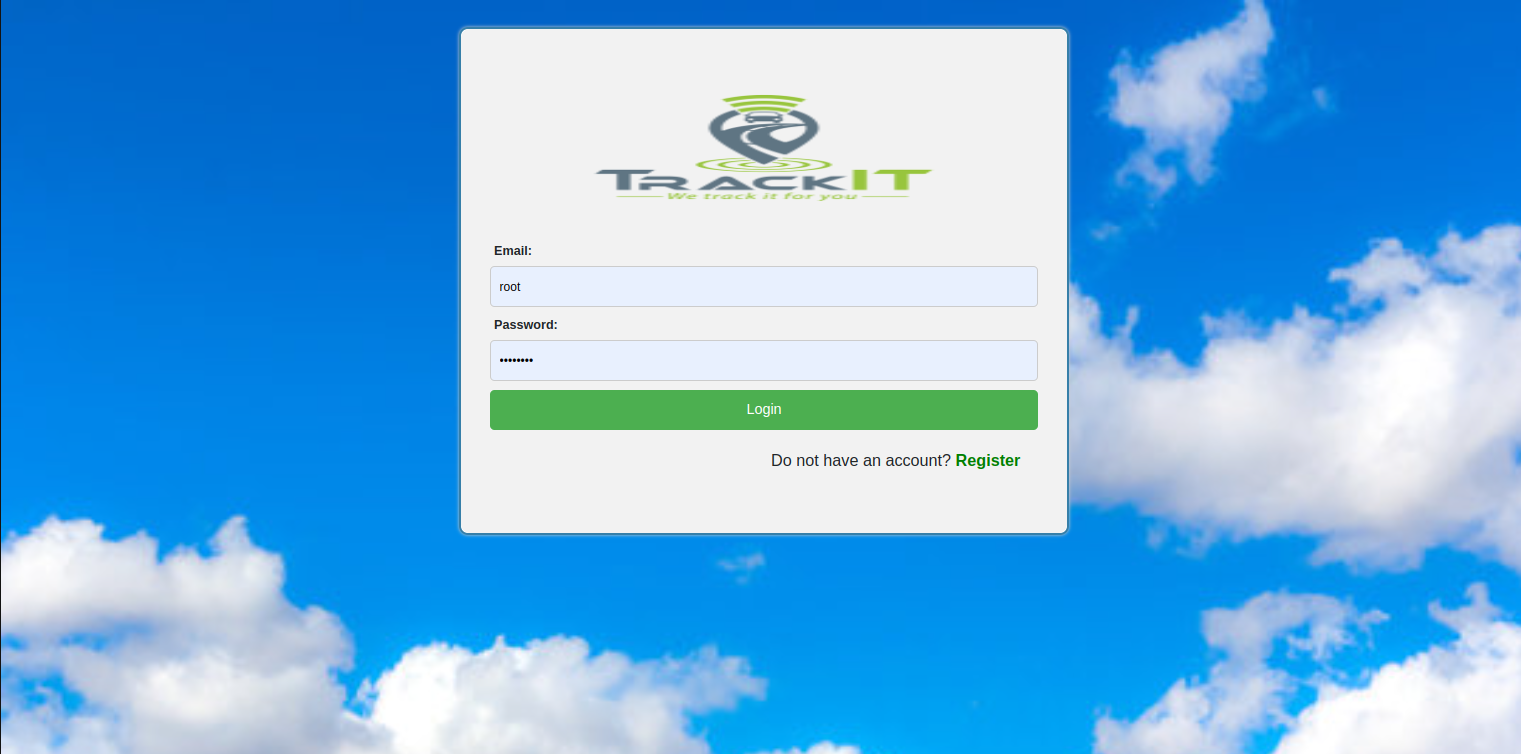 TRACKIT
We track it for you
Email:
root
Password:
••••••••
Login
Do not have an account? Register